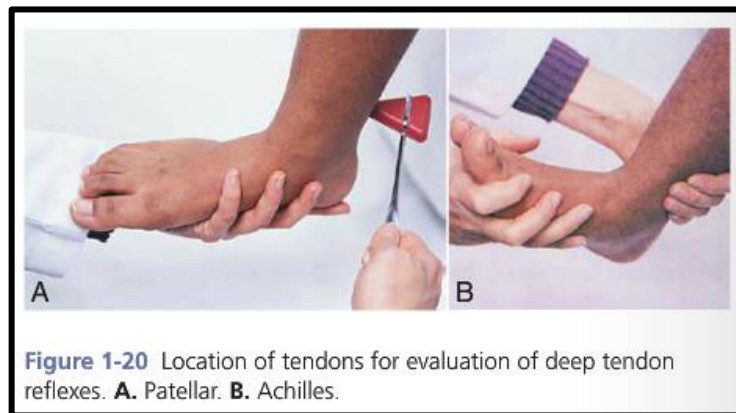 A
B
Figure 1-20 Location of tendons for evaluation of deep tendon
reflexes. A. Patellar. B. Achilles.